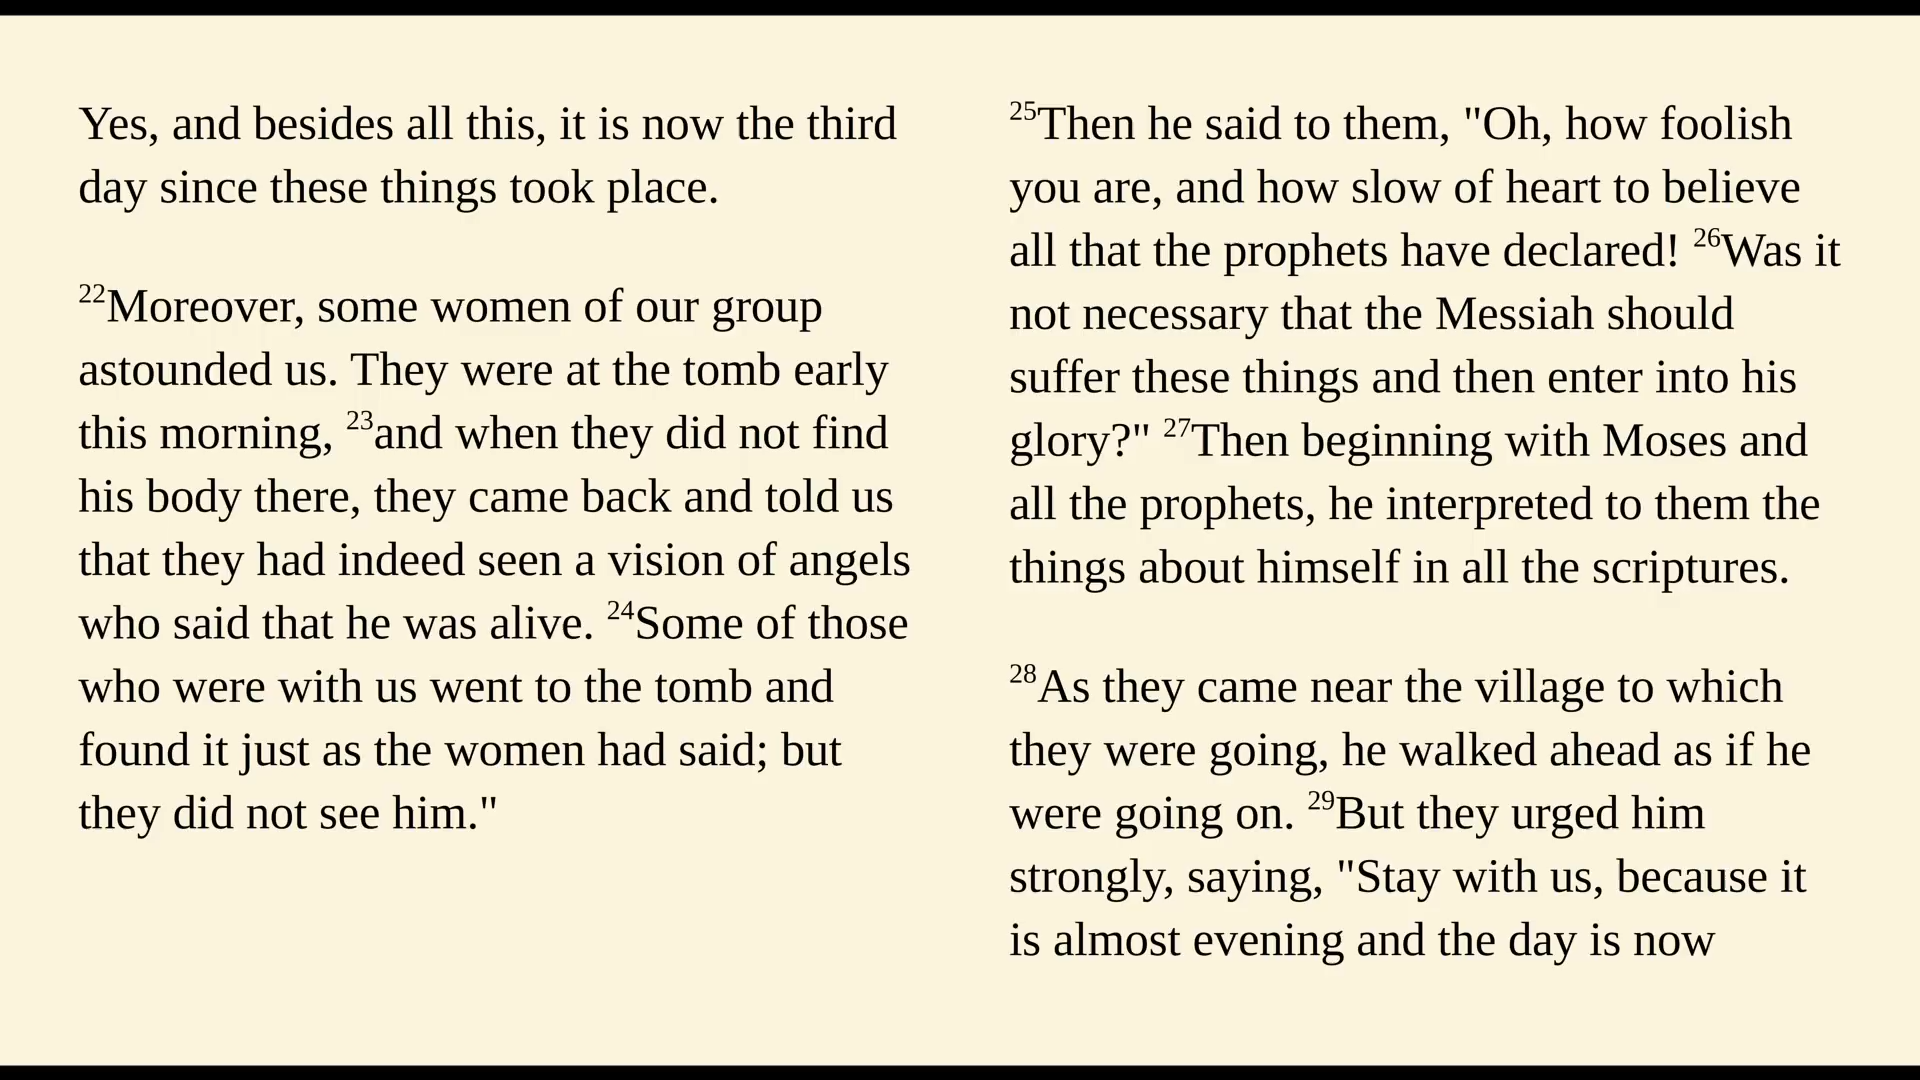 Yes, and besides all this, it is now the third
day since these things took place.
22Moreover, some women of our group
astounded us. They were at the tomb early
this morning, 23and when they did not find
his body there, they came back and told us
that they had indeed seen a vision of angels
who said that he was alive. 24Some of those
who were with us went to the tomb and
found it just as the women had said; but
they did not see him."
25Then he said to them, "Oh, how foolish
you are, and how slow of heart to believe
all that the prophets have declared! 26Was it
not necessary that the Messiah should
suffer these things and then enter into his
glory?" 27Then beginning with Moses and
all the prophets, he interpreted to them the
things about himself in all the scriptures.
28As they came near the village to which
they were going, he walked ahead as if he
were going on. 29But they urged him
strongly, saying, "Stay with us, because it
is almost evening and the day is now